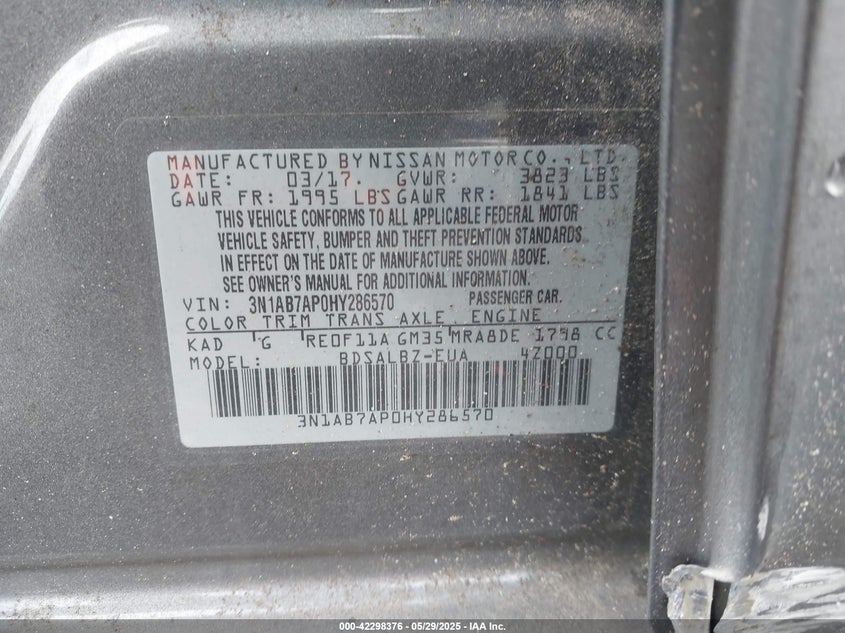 MANUFACTURED BY NISSAN MOTOR CO., LTD.
DATE: 03/17. GVWR: 3823 LBS
GAWR FR: 1995 LBS GAWR RR: 1841 LBS
THIS VEHICLE CONFORMS TO ALL APPLICABLE FEDERAL MOTOR
VEHICLE SAFETY, BUMPER AND THEFT PREVENTION STANDARDS
IN EFFECT ON THE DATE OF MANUFACTURE SHOWN ABOVE.
SEE OWNER'S MANUAL FOR ADDITIONAL INFORMATION.
VIN: 3N1AB7AP0HY286570 PASSENGER CAR.
COLOR TRIM TRANS AXLE ENGINE
KAD G RE0F11A GM35 MRA8DE 1798 CC
MODEL: BDSALBZ-EUA 4Z000
3N1AB7AP0HY286570
000-42298376 - 05/29/2025 - IAA Inc.